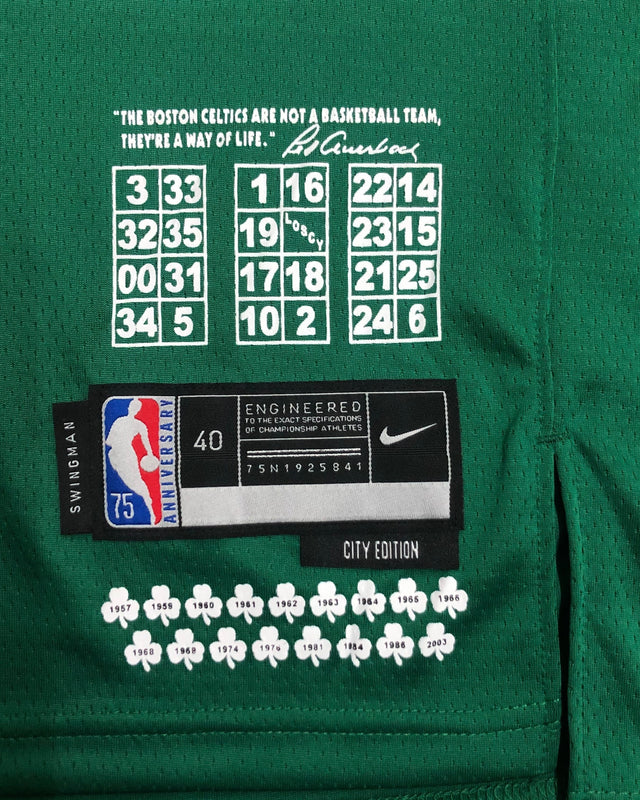 "THE BOSTON CELTICS ARE NOT A BASKETBALL TEAM,
THEY'RE A WAY OF LIFE." Red Auerbach
3 33
32 35
00 31
34 5
1 16
19 LOSCY
17 18
10 2
22 14
23 15
21 25
24 6
SWINGMAN
75
ANNIVERSARY
40
ENGINEERED
TO THE EXACT SPECIFICATIONS
OF CHAMPIONSHIP ATHLETES
75N1925841
CITY EDITION
1957 1959 1960 1961 1962 1963 1964 1965 1966
1968 1969 1974 1976 1981 1984 1986 2003